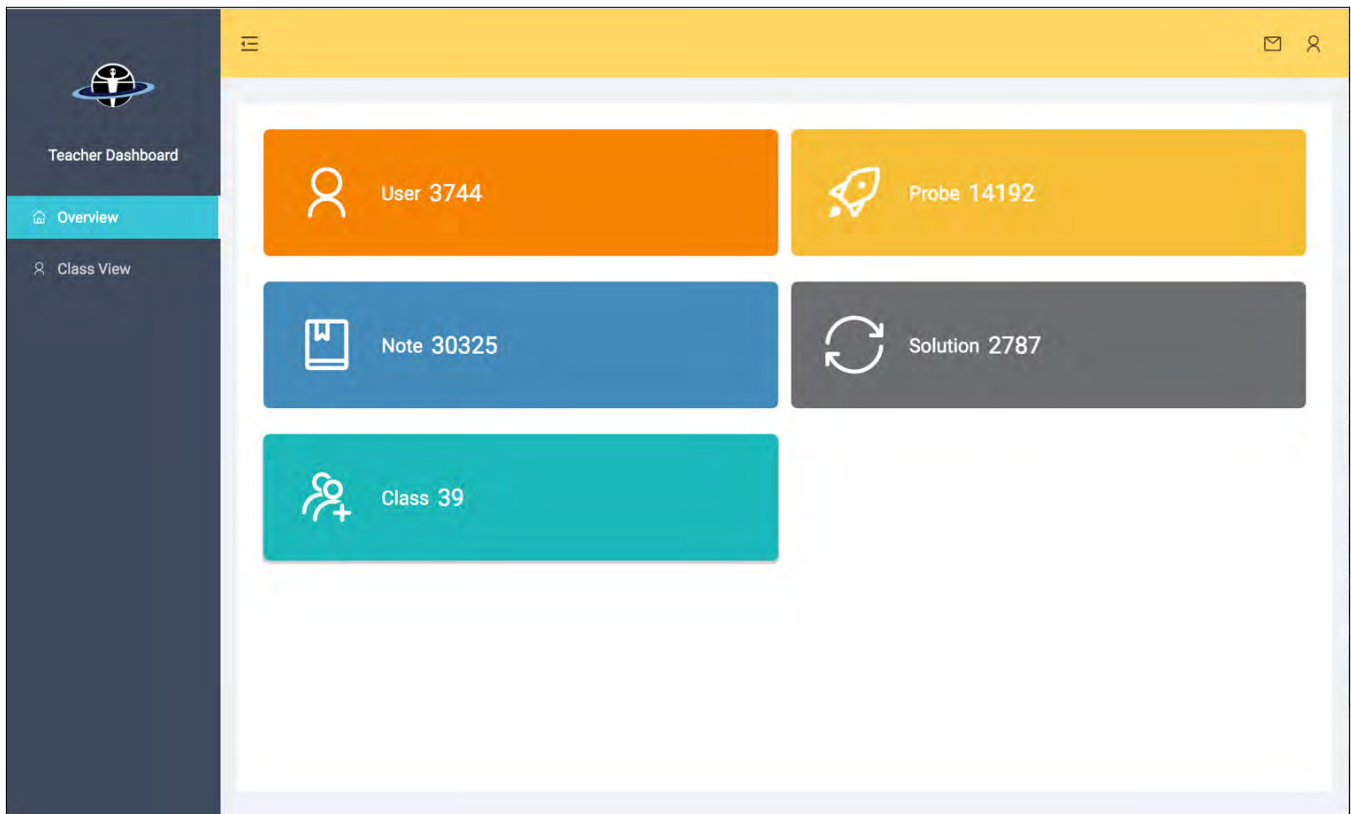 Teacher Dashboard
Overview
Class View
User 3744
Probe 14192
Note 30325
Solution 2787
Class 39